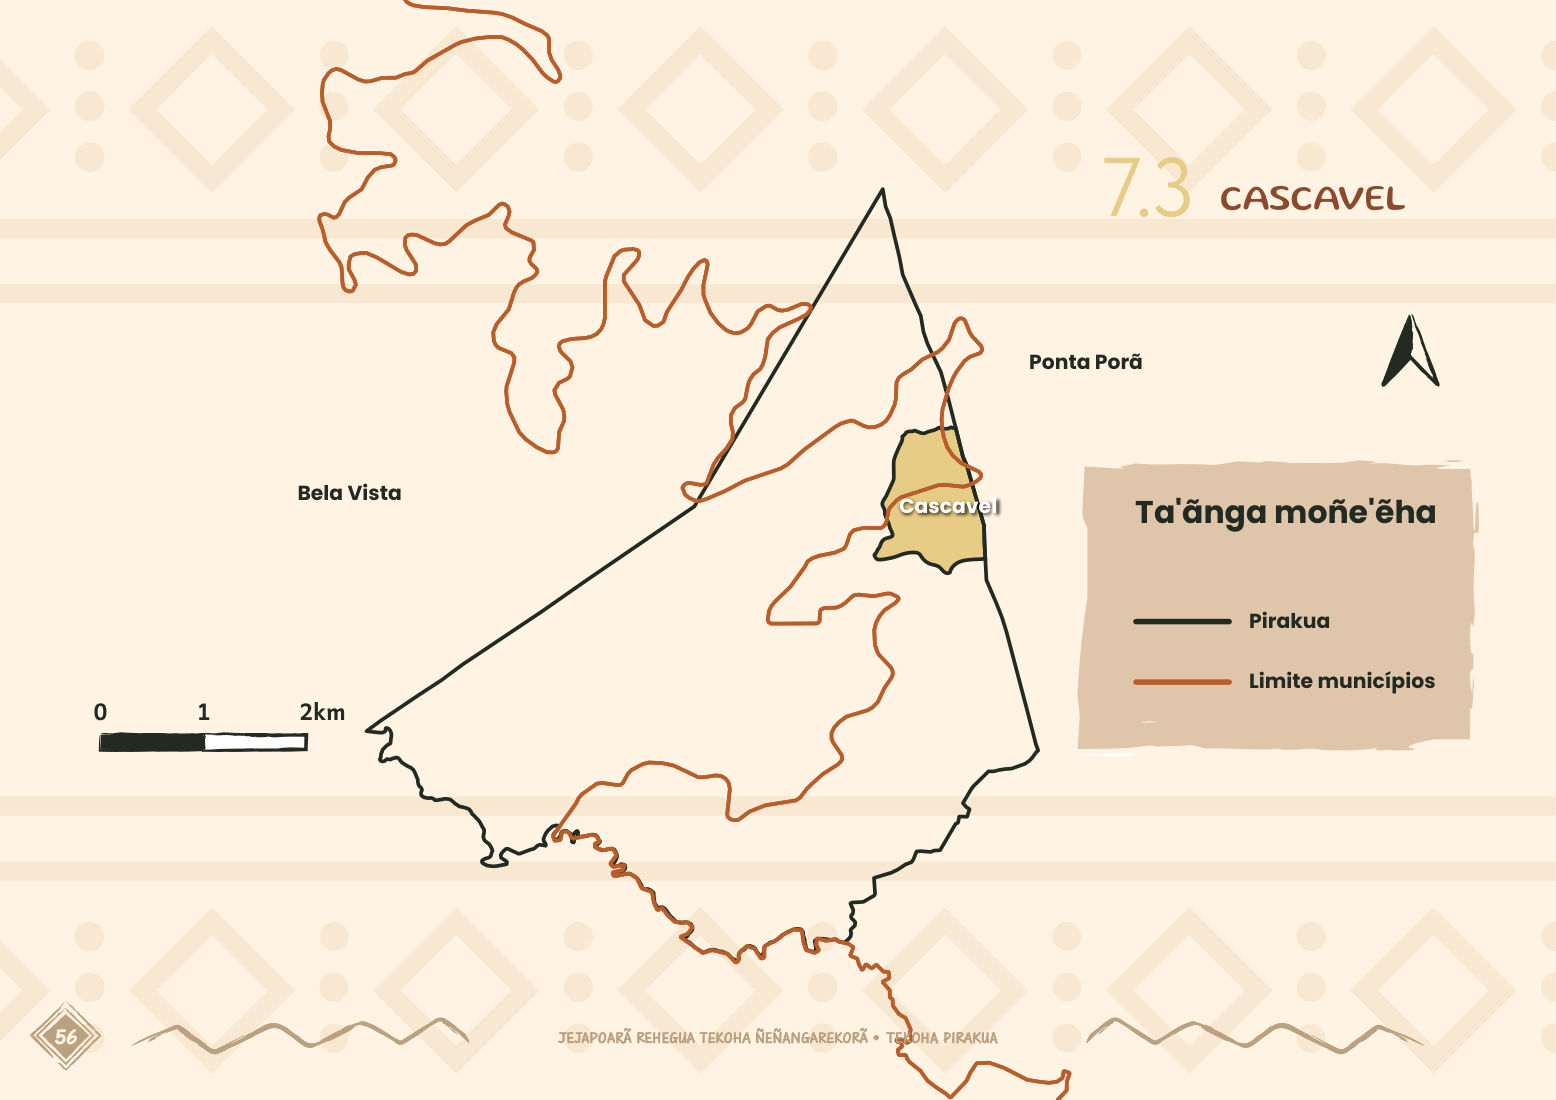 7.3 CASCAVEL
Ponta Porã
Bela Vista
Cascavel
Ta'ãnga moñe'ẽha
Pirakua
Limite municípios
0 1 2km
56
JEJAPOARÃ REHEGUA TEKOHA ÑEÑANGAREKORÃ • TEKOHA PIRAKUA